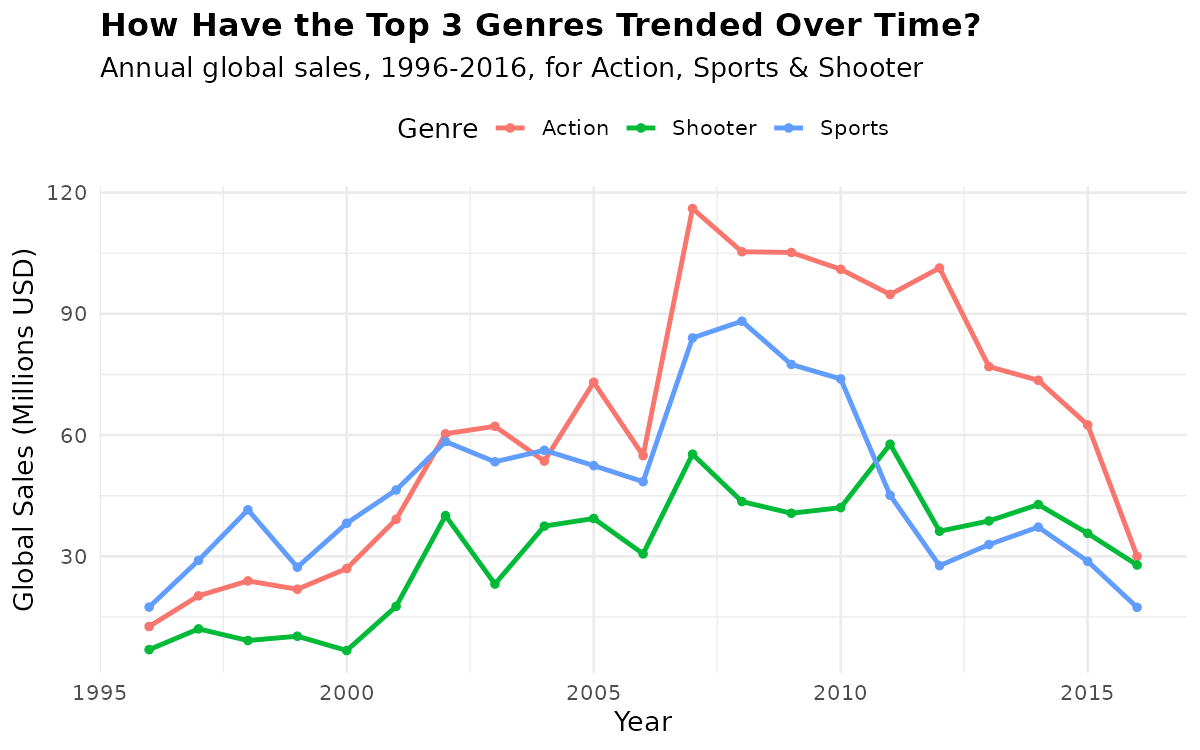 How Have the Top 3 Genres Trended Over Time?
Annual global sales, 1996-2016, for Action, Sports & Shooter
Genre Action Shooter Sports
Global Sales (Millions USD)
120
90
60
30
1995 2000 2005 2010 2015
Year